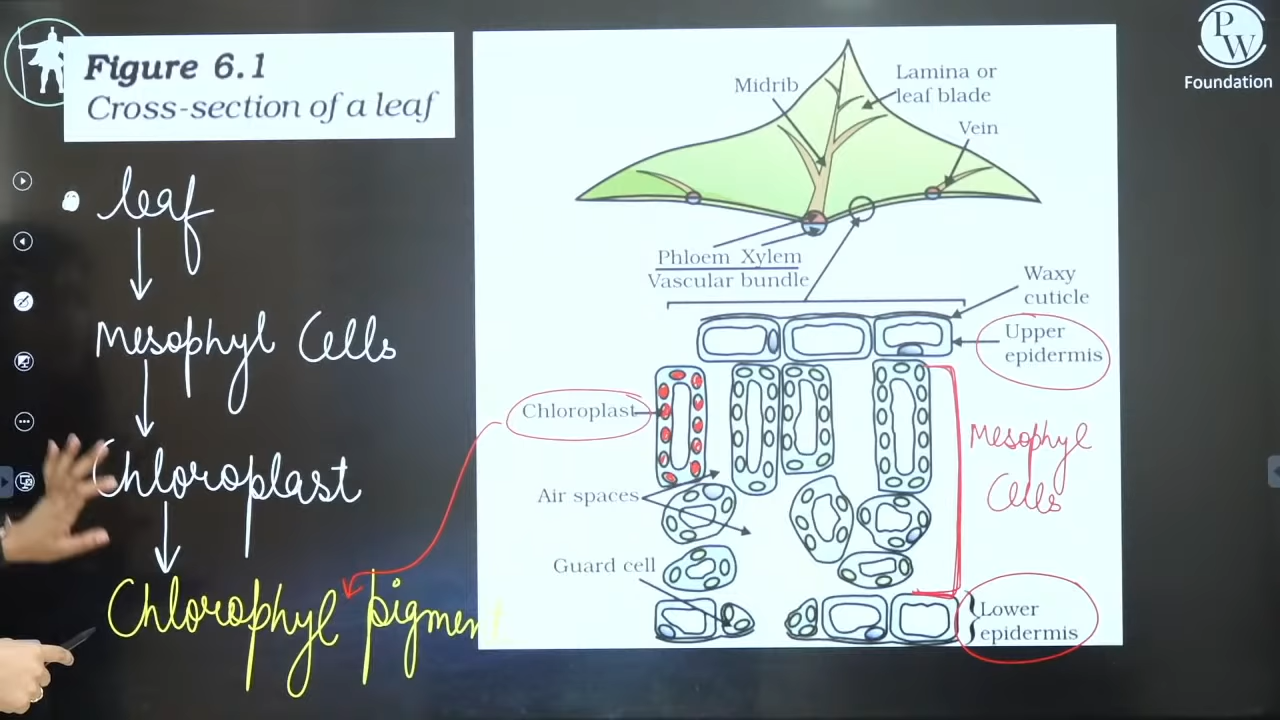 Figure 6.1
Cross-section of a leaf
PW
Foundation
leaf
Mesophyl Cells
Chloroplast
Chlorophyl pigment
Midrib
Lamina or
leaf blade
Vein
Phloem Xylem
Vascular bundle
Waxy
cuticle
Upper
epidermis
Chloroplast
Mesophyl
Cells
Air spaces
Guard cell
Lower
epidermis